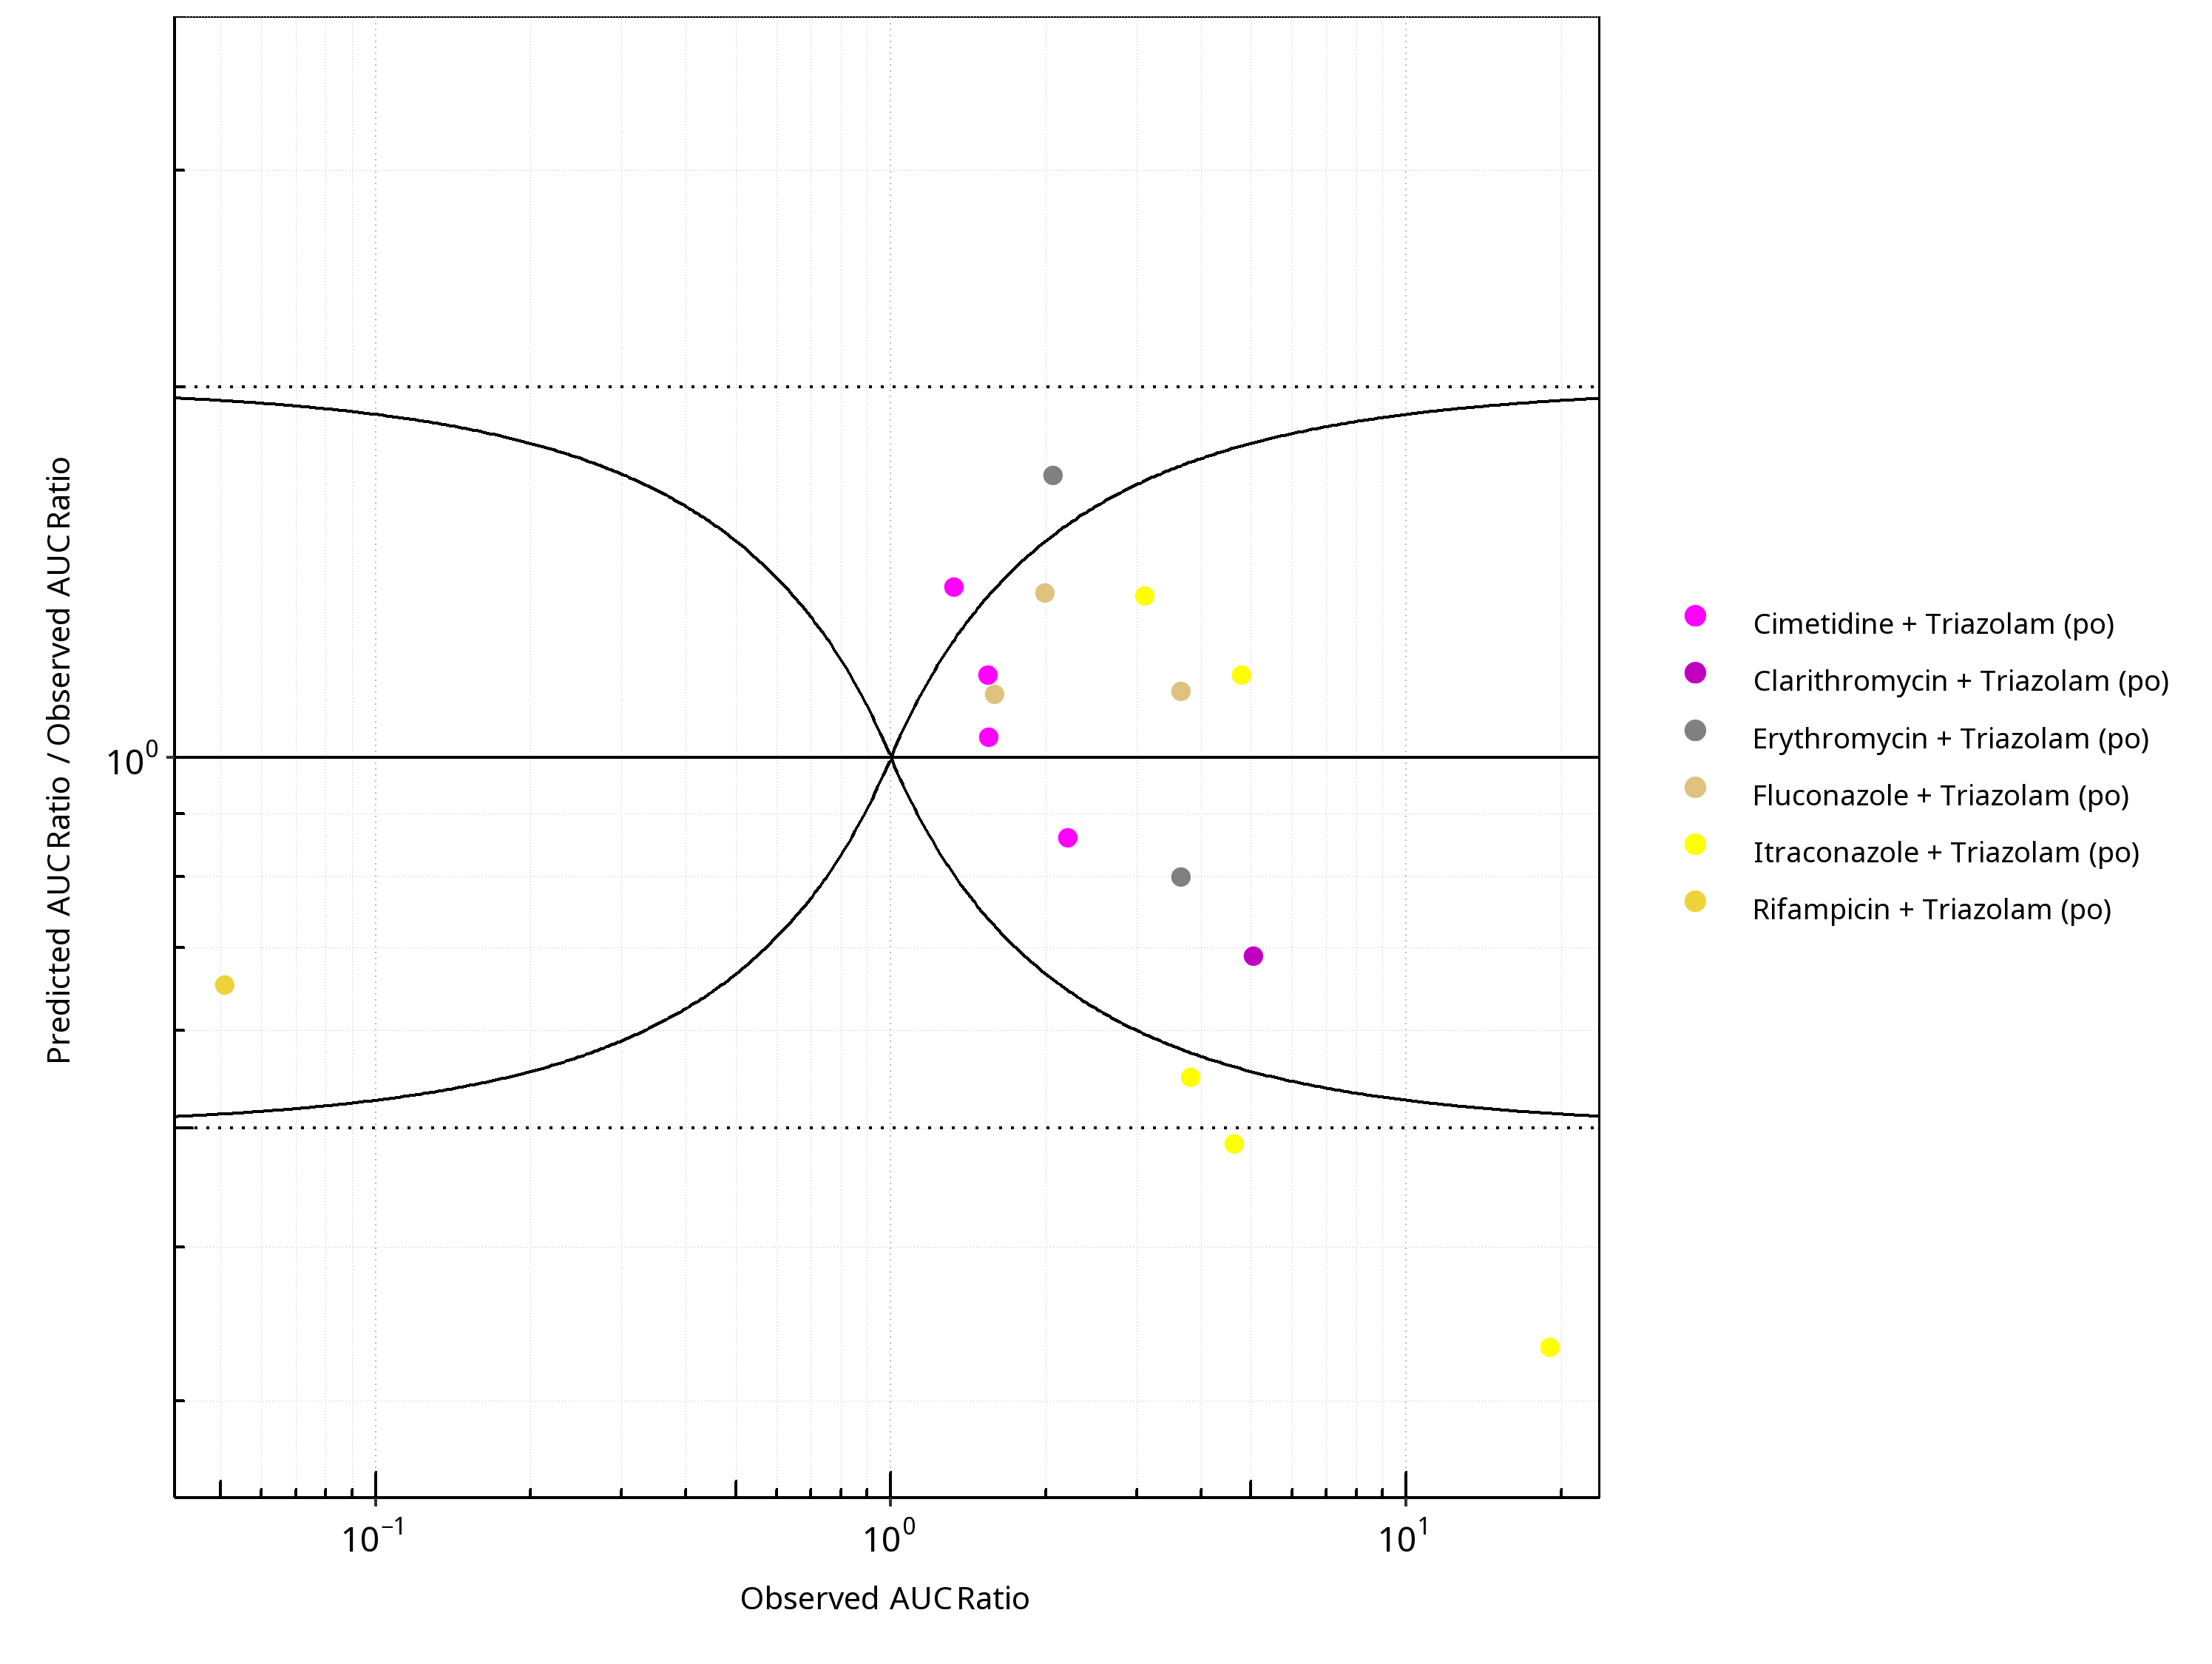 Predicted AUC Ratio / Observed AUC Ratio
10^0
10^−1
10^0
10^1
Observed AUC Ratio
Cimetidine + Triazolam (po)
Clarithromycin + Triazolam (po)
Erythromycin + Triazolam (po)
Fluconazole + Triazolam (po)
Itraconazole + Triazolam (po)
Rifampicin + Triazolam (po)